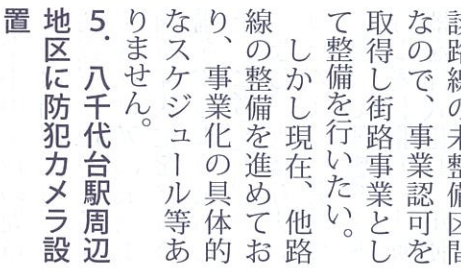 該路線の未整備区間
なので、事業認可を
取得し街路事業とし
て整備を行いたい。
しかし現在、他路
線の整備を進めてお
り、事業化の具体的
なスケジュール等あ
りません。
5．八千代台駅周辺
地区に防犯カメラ設
置